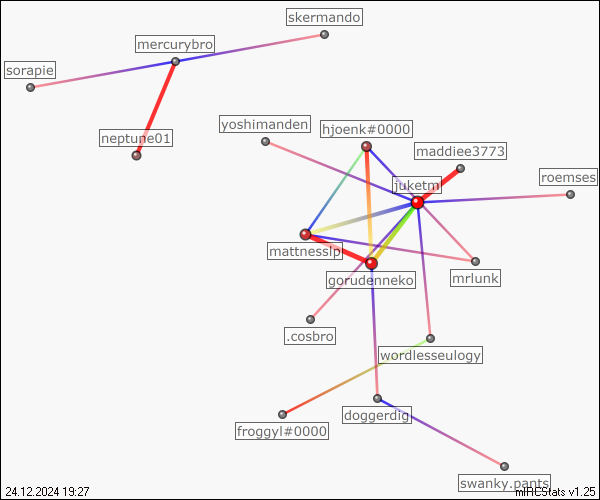 skermando
mercurybro
sorapie
neptune01
yoshimanden
hjoenk#0000
maddiee3773
roemses
juketm
mattnesslp
gorudenneko
mrlunk
.cosbro
wordlesseulogy
doggerdig
froggyl#0000
swanky.pants
24.12.2024 19:27
mIRCStats v1.25